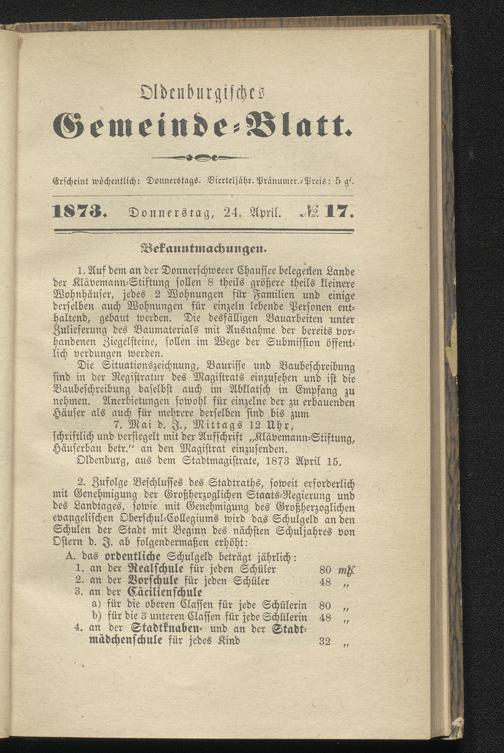 Oldenburgisches
Gemeinde-Blatt.
Erscheint wöchentlich: Donnerstags. Vierteljähr. Pränumer.-Preis: 5 gs.
1873. Donnerstag, 24. April. № 17.
Bekanntmachungen.
1. Auf dem an der Donnerschweer Chaussee belegenen Lande
der Klävemann-Stiftung sollen 8 theils größere theils kleinere
Wohnhäuser, jedes 2 Wohnungen für Familien und einige
derselben auch Wohnungen für einzeln lebende Personen ent-
haltend, gebaut werden. Die desfälligen Bauarbeiten unter
Zulieferung des Baumaterials mit Ausnahme der bereits vor-
handenen Ziegelsteine, sollen im Wege der Submission öffent-
lich verdungen werden.
Die Situationszeichnung, Baurisse und Baubeschreibung
sind in der Registratur des Magistrats einzusehen und ist die
Baubeschreibung daselbst auch im Abklatsch in Empfang zu
nehmen. Anerbietungen sowohl für einzelne der zu erbauenden
Häuser als auch für mehrere derselben sind bis zum
7. Mai d. J., Mittags 12 Uhr,
schriftlich und versiegelt mit der Aufschrift „Klävemann-Stiftung,
Häuserbau betr.“ an den Magistrat einzusenden.
Oldenburg, aus dem Stadtmagistrate, 1873 April 15.
2. Zufolge Beschlusses des Stadtraths, soweit erforderlich
mit Genehmigung der Großherzoglichen Staats-Regierung und
des Landtages, sowie mit Genehmigung des Großherzoglichen
evangelischen Oberschul-Collegiums wird das Schulgeld an den
Schulen der Stadt mit Beginn des nächsten Schuljahres von
Ostern d. J. ab folgendermaßen erhöht:
A. das ordentliche Schulgeld beträgt jährlich:
1. an der Realschule für jeden Schüler 80 mk
2. an der Vorschule für jeden Schüler 48 „
3. an der Cäcilienschule
a) für die oberen Classen für jede Schülerin 80 „
b) für die 3 unteren Classen für jede Schülerin 48 „
4. an der Stadtknaben- und an der Stadt-
mädchenschule für jedes Kind 32 „